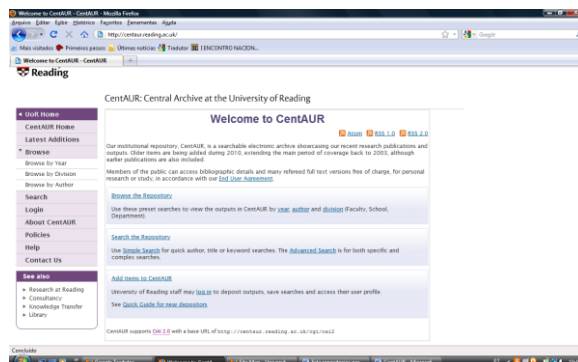 Welcome to CentAUR - CentAUR - Mozilla Firefox
Arquivo Editar Exibir Histórico Favoritos Ferramentas Ajuda
http://centaur.reading.ac.uk/
Google
Mais visitados Primeiros passos Últimas notícias Tradutor I ENCONTRO NACION...
Welcome to CentAUR - CentAUR
Reading
CentAUR: Central Archive at the University of Reading
UoR Home
CentAUR Home
Latest Additions
Browse
Browse by Year
Browse by Division
Browse by Author
Search
Login
About CentAUR
Policies
Help
Contact Us
See also
Research at Reading
Consultancy
Knowledge Transfer
Library
Welcome to CentAUR
Atom RSS 1.0 RSS 2.0
Our institutional repository, CentAUR, is a searchable electronic archive showcasing our recent research publications and
outputs. Older items are being added during 2010, extending the main period of coverage back to 2003, although
earlier publications are also included.
Members of the public can access bibliographic details and many refereed full text versions free of charge, for personal
research or study, in accordance with our End User Agreement.
Browse the Repository
Use these preset searches to view the outputs in CentAUR by year, author and division (Faculty, School,
Department).
Search the Repository
Use Simple Search for quick author, title or keyword searches. The Advanced Search is for both specific and
complex searches.
Add items to CentAUR
University of Reading staff may log in to deposit outputs, save searches and access their user profile.
See Quick Guide for new depositors
CentAUR supports OAI 2.0 with a base URL of http://centaur.reading.ac.uk/cgi/oai2
Concluído